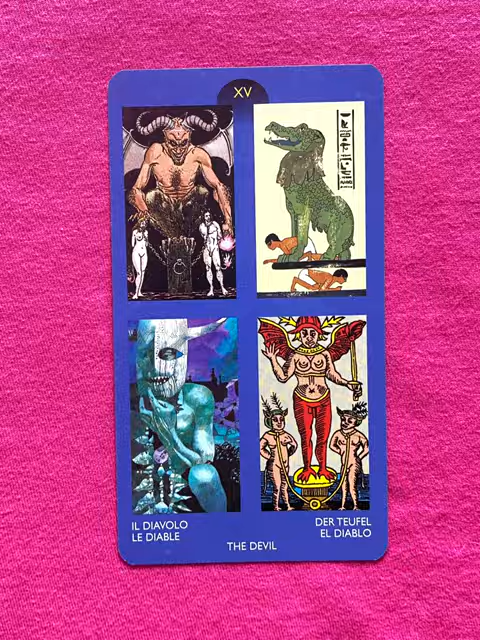 XV
IL DIAVOLO
LE DIABLE
DER TEUFEL
EL DIABLO
THE DEVIL